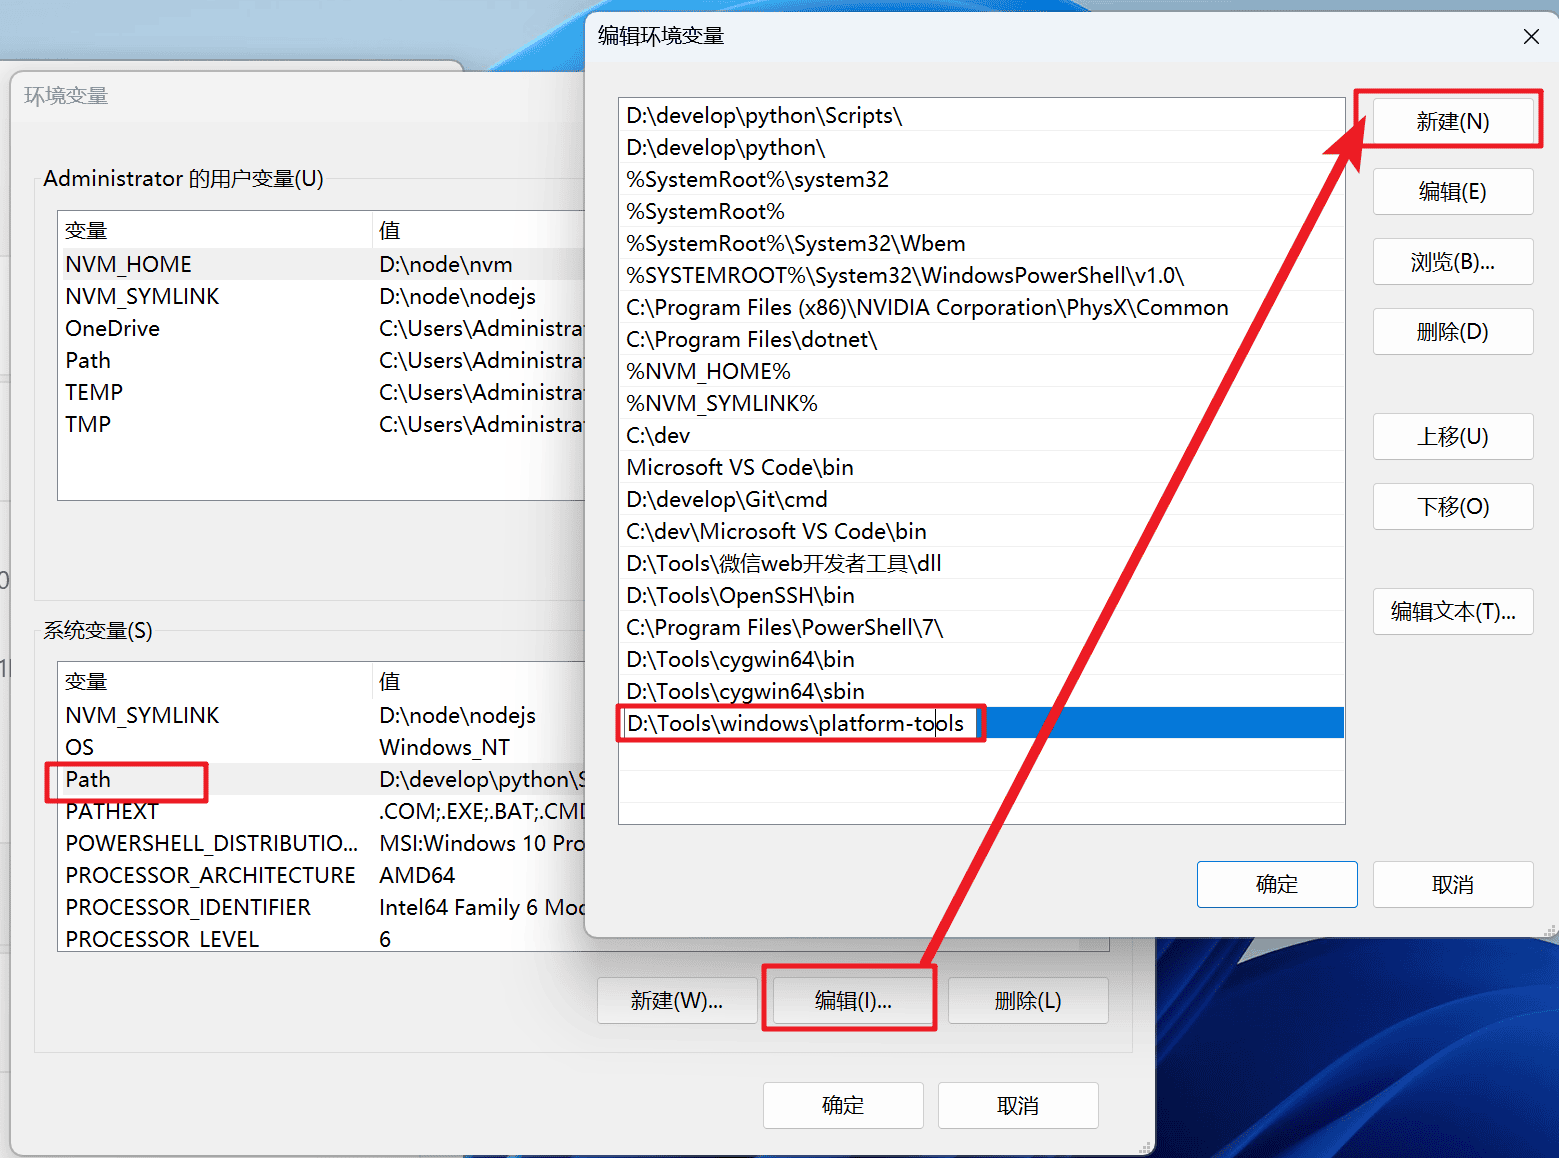 环境变量
Administrator 的用户变量(U)
变量 值
NVM_HOME D:\node\nvm
NVM_SYMLINK D:\node\nodejs
OneDrive C:\Users\Administra
Path C:\Users\Administra
TEMP C:\Users\Administra
TMP C:\Users\Administra
系统变量(S)
变量 值
NVM_SYMLINK D:\node\nodejs
OS Windows_NT
Path D:\develop\python\S
PATHEXT .COM;.EXE;.BAT;.CMD
POWERSHELL_DISTRIBUTIO... MSI:Windows 10 Pro
PROCESSOR_ARCHITECTURE AMD64
PROCESSOR_IDENTIFIER Intel64 Family 6 Mod
PROCESSOR_LEVEL 6
新建(W)... 编辑(I)... 删除(L)
确定 取消
编辑环境变量
D:\develop\python\Scripts\
D:\develop\python\
%SystemRoot%\system32
%SystemRoot%
%SystemRoot%\System32\Wbem
%SYSTEMROOT%\System32\WindowsPowerShell\v1.0\
C:\Program Files (x86)\NVIDIA Corporation\PhysX\Common
C:\Program Files\dotnet\
%NVM_HOME%
%NVM_SYMLINK%
C:\dev
Microsoft VS Code\bin
D:\develop\Git\cmd
C:\dev\Microsoft VS Code\bin
D:\Tools\微信web开发者工具\dll
D:\Tools\OpenSSH\bin
C:\Program Files\PowerShell\7\
D:\Tools\cygwin64\bin
D:\Tools\cygwin64\sbin
D:\Tools\windows\platform-tools
新建(N)
编辑(E)
浏览(B)...
删除(D)
上移(U)
下移(O)
编辑文本(T)...
确定 取消